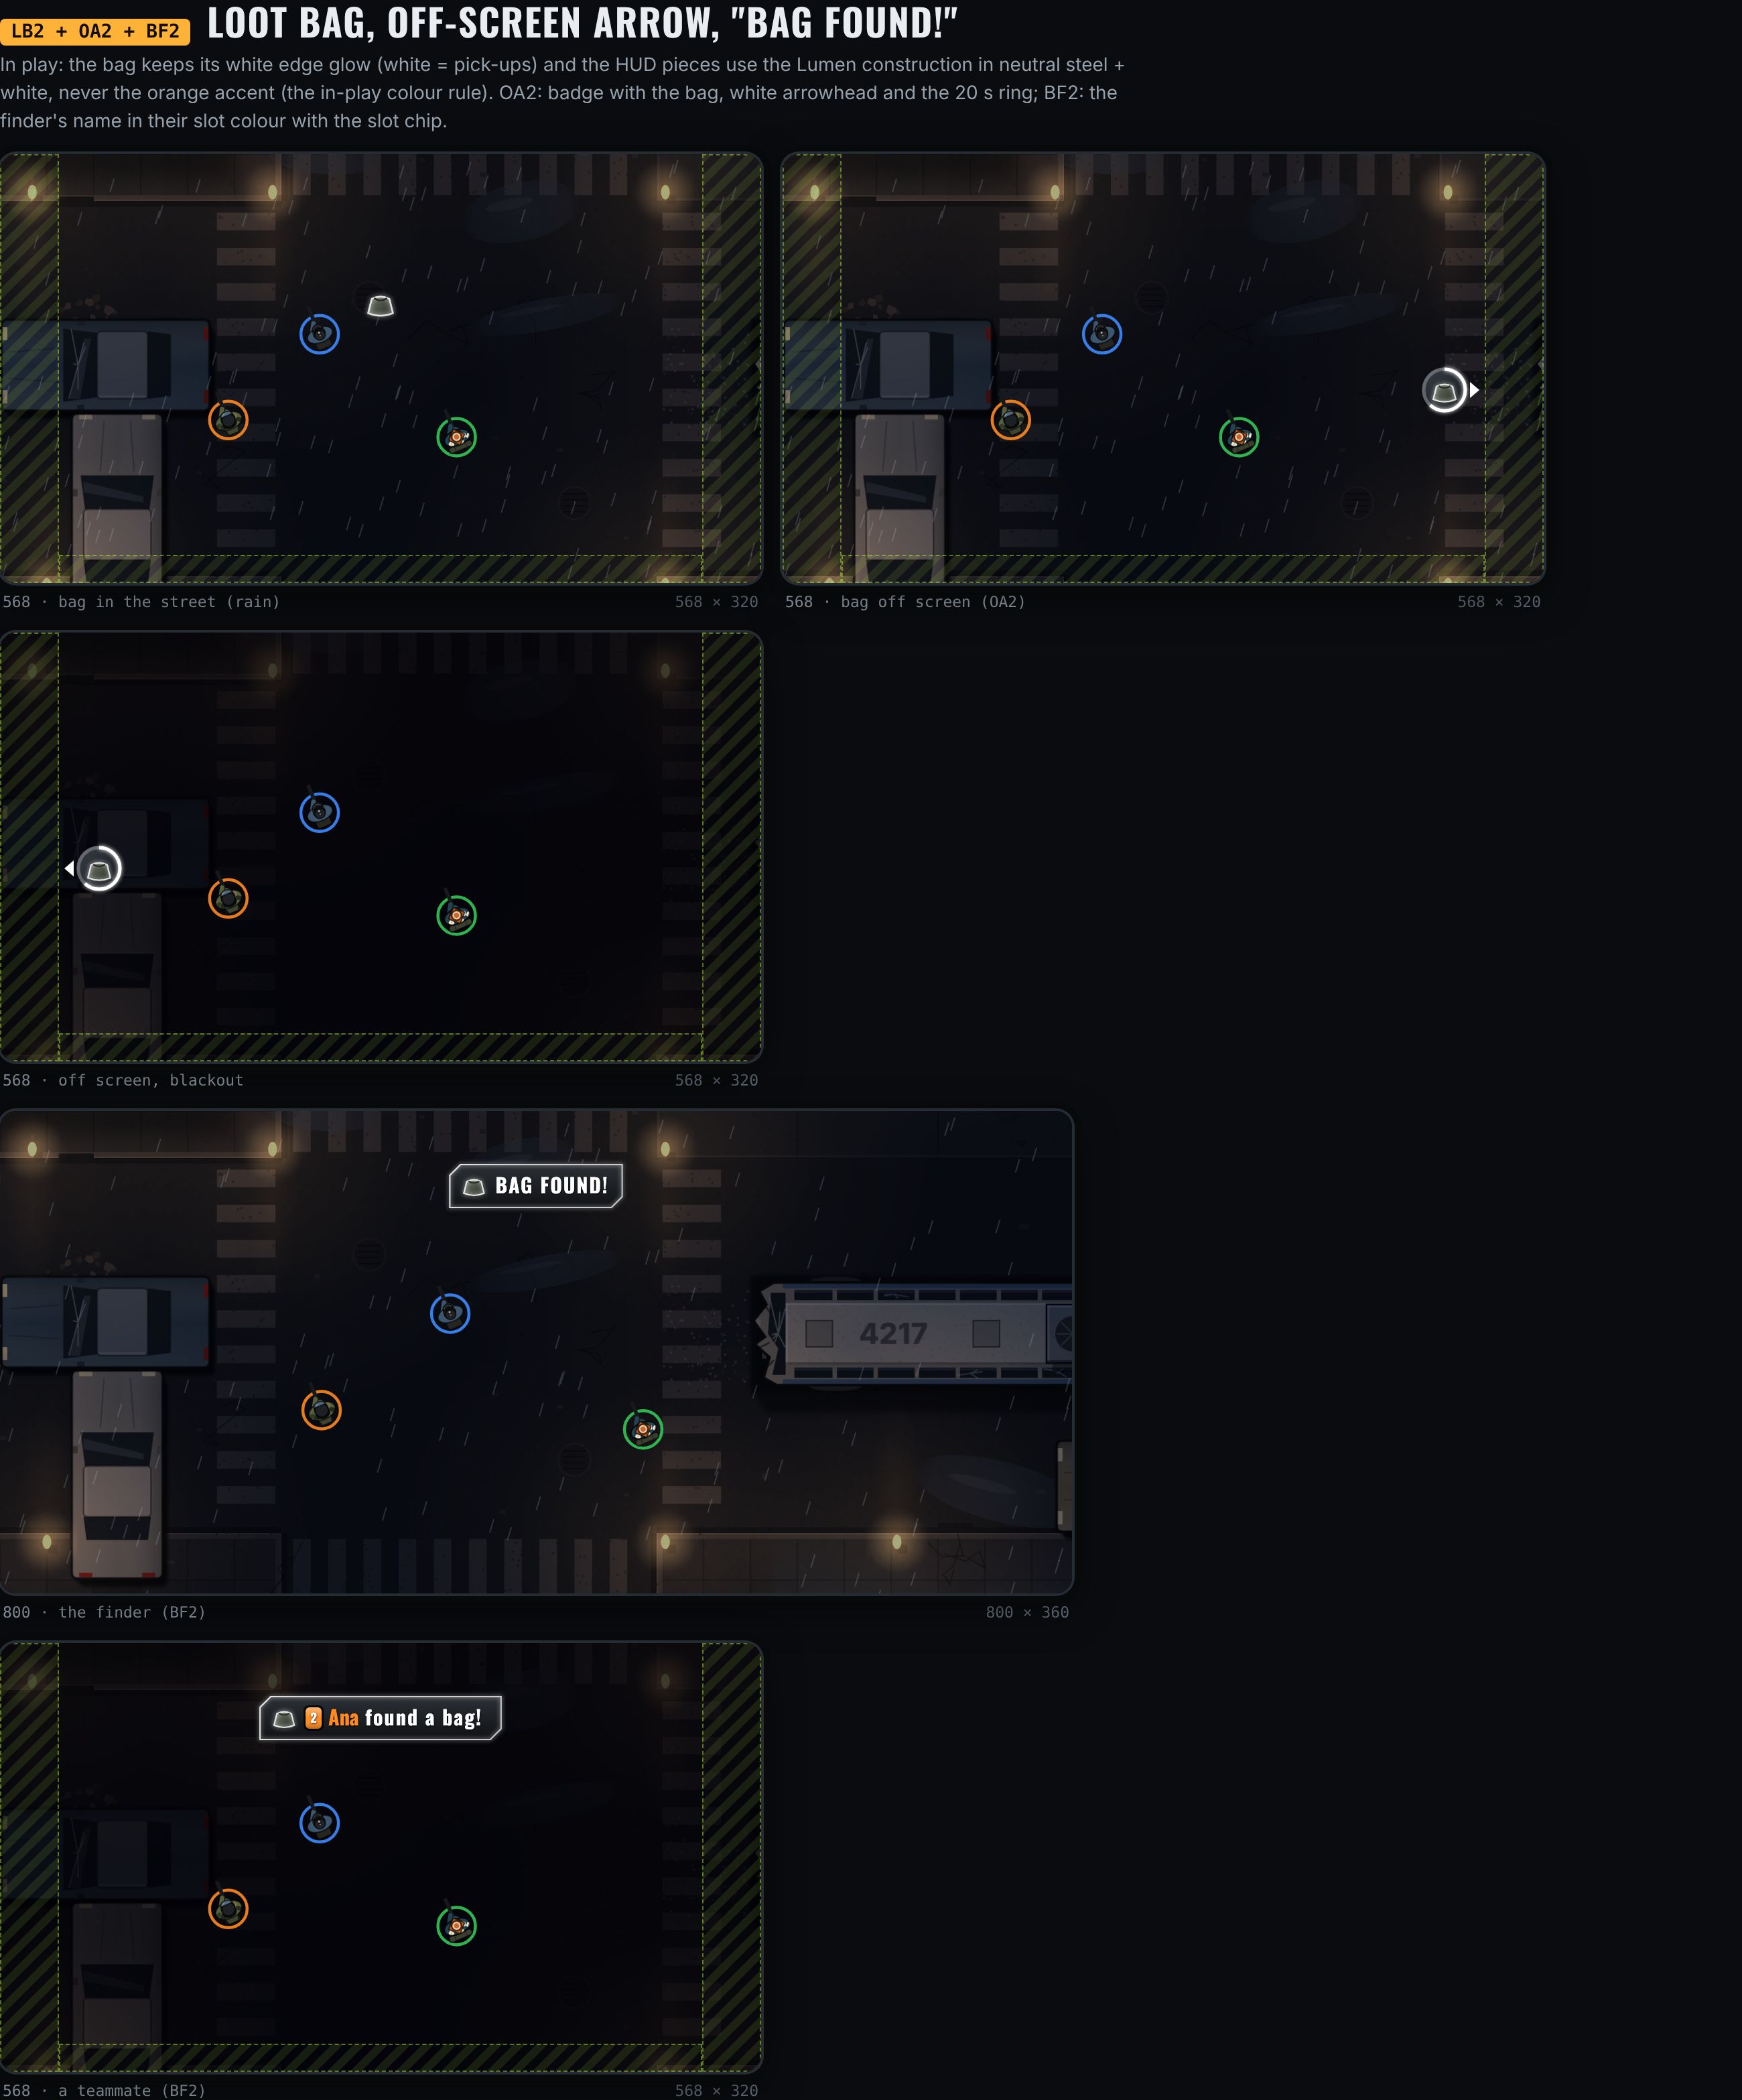 LB2 + OA2 + BF2 LOOT BAG, OFF-SCREEN ARROW, "BAG FOUND!"
In play: the bag keeps its white edge glow (white = pick-ups) and the HUD pieces use the Lumen construction in neutral steel +
white, never the orange accent (the in-play colour rule). OA2: badge with the bag, white arrowhead and the 20 s ring; BF2: the
finder's name in their slot colour with the slot chip.
568 · bag in the street (rain) 568 × 320
568 · bag off screen (OA2) 568 × 320
568 · off screen, blackout 568 × 320
BAG FOUND!
4217
800 · the finder (BF2) 800 × 360
2 Ana found a bag!
568 · a teammate (BF2) 568 × 320